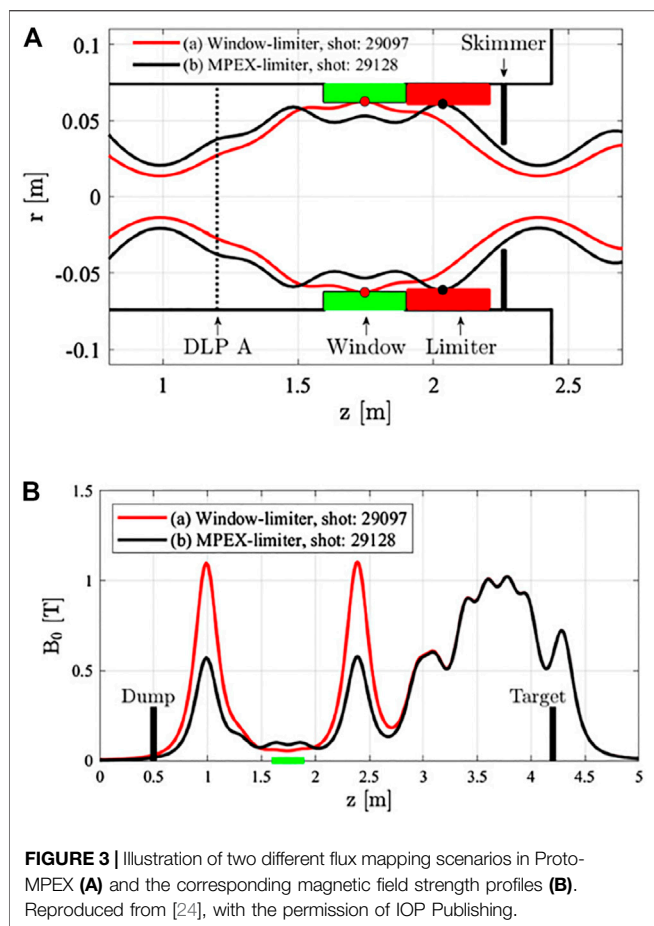 A
(a) Window-limiter, shot: 29097
(b) MPEX-limiter, shot: 29128
Skimmer
0.1
0.05
0
-0.05
-0.1
r [m]
DLP A
Window
Limiter
1
1.5
2
2.5
z [m]
B
(a) Window-limiter, shot: 29097
(b) MPEX-limiter, shot: 29128
1.5
1
0.5
0
B0 [T]
Dump
Target
0
0.5
1
1.5
2
2.5
3
3.5
4
4.5
5
z [m]
FIGURE 3 | Illustration of two different flux mapping scenarios in Proto-
MPEX (A) and the corresponding magnetic field strength profiles (B).
Reproduced from [24], with the permission of IOP Publishing.